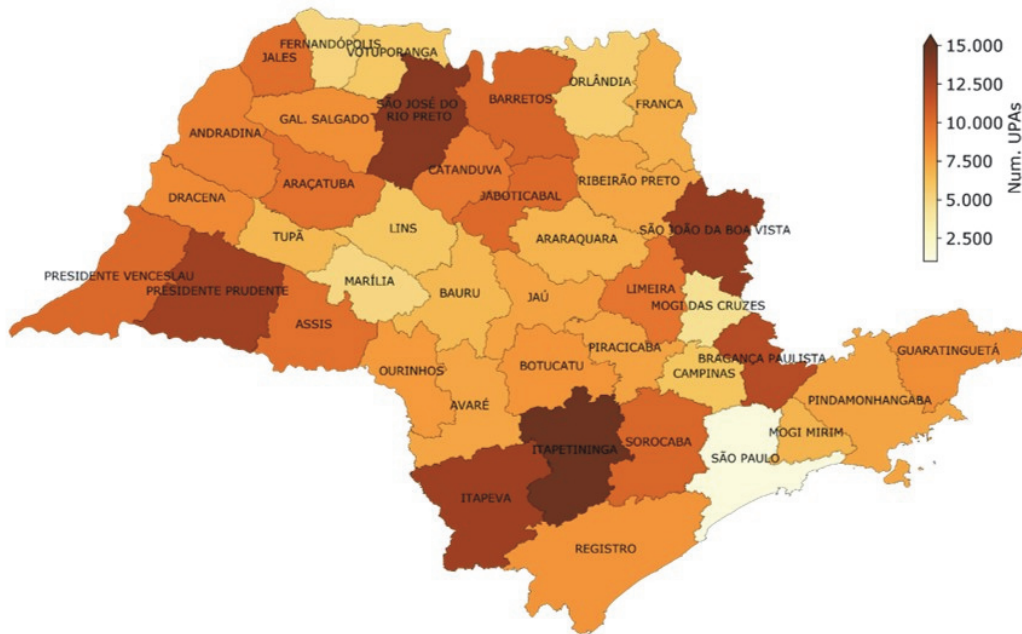 FERNANDÓPOLIS
VOTUPORANGA
JALES
SÃO JOSÉ DO
RIO PRETO
BARRETOS
ORLÂNDIA
FRANCA
GAL. SALGADO
ANDRADINA
CATANDUVA
ARAÇATUBA
JABOTICABAL
RIBEIRÃO PRETO
DRACENA
TUPÃ
LINS
ARARAQUARA
SÃO JOÃO DA BOA VISTA
PRESIDENTE VENCESLAU
PRESIDENTE PRUDENTE
MARÍLIA
BAURU
JAÚ
LIMEIRA
MOGI DAS CRUZES
ASSIS
OURINHOS
BOTUCATU
PIRACICABA
CAMPINAS
BRAGANÇA PAULISTA
GUARATINGUETÁ
AVARÉ
PINDAMONHANGABA
ITAPETININGA
SOROCABA
SÃO PAULO
MOGI MIRIM
ITAPEVA
REGISTRO
15.000
12.500
10.000
7.500
5.000
2.500
Num. UPAs